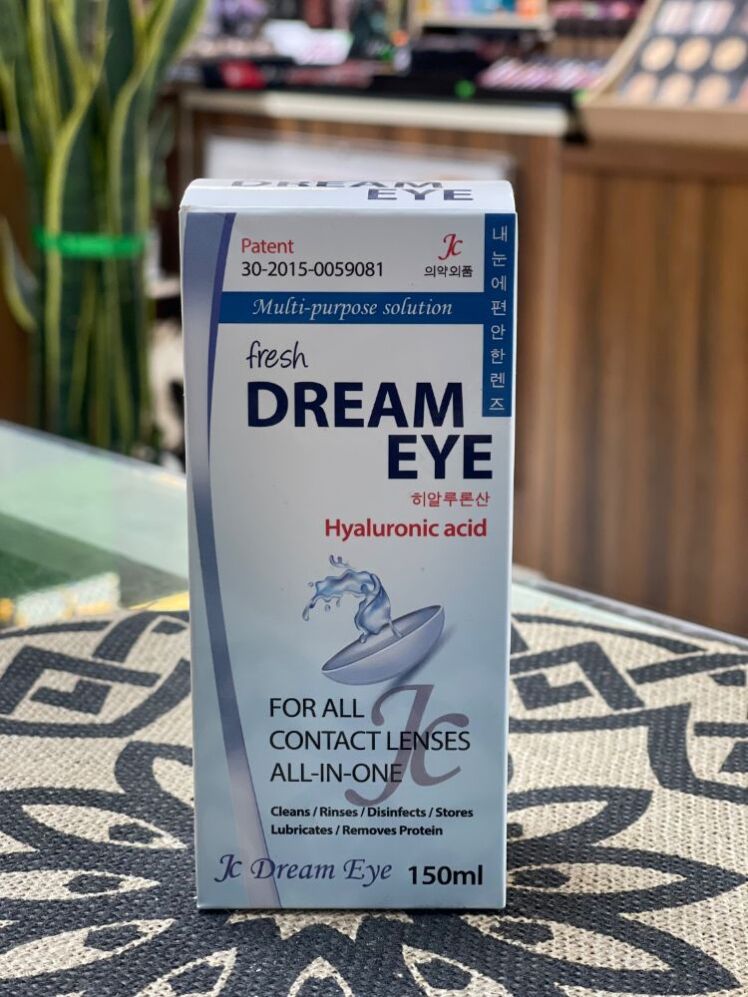 DREAM
EYE
Patent
30-2015-0059081
Jc
의약외품
내 눈에 편안한 렌즈
Multi-purpose solution
fresh
DREAM
EYE
히알루론산
Hyaluronic acid
FOR ALL
CONTACT LENSES
ALL-IN-ONE
Jc
Cleans / Rinses / Disinfects / Stores
Lubricates / Removes Protein
Jc Dream Eye 150ml